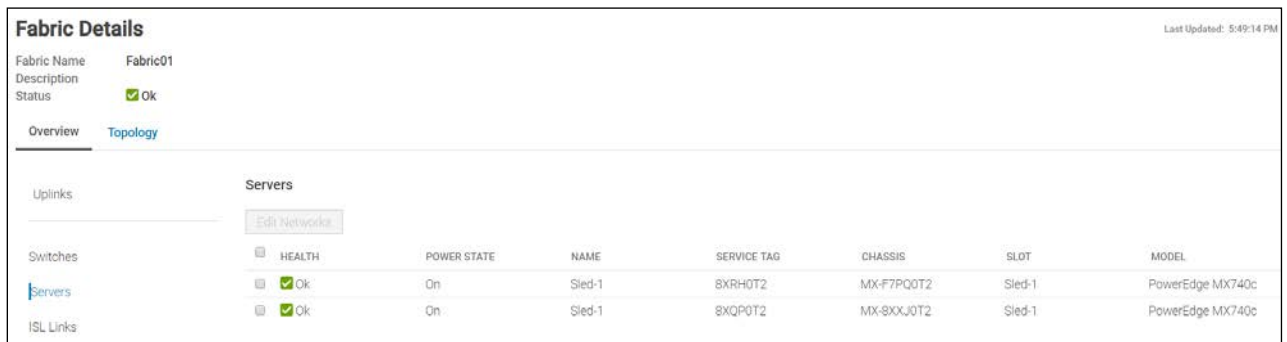 Fabric Details
Last Updated: 5:49:14 PM
Fabric Name Fabric01
Description
Status Ok
Overview Topology
Uplinks
Servers
Edit Networks
Switches
HEALTH POWER STATE NAME SERVICE TAG CHASSIS SLOT MODEL
Servers
Ok On Sled-1 8XRH0T2 MX-F7PQ0T2 Sled-1 PowerEdge MX740c
Ok On Sled-1 8XQP0T2 MX-8XXJ0T2 Sled-1 PowerEdge MX740c
ISL Links